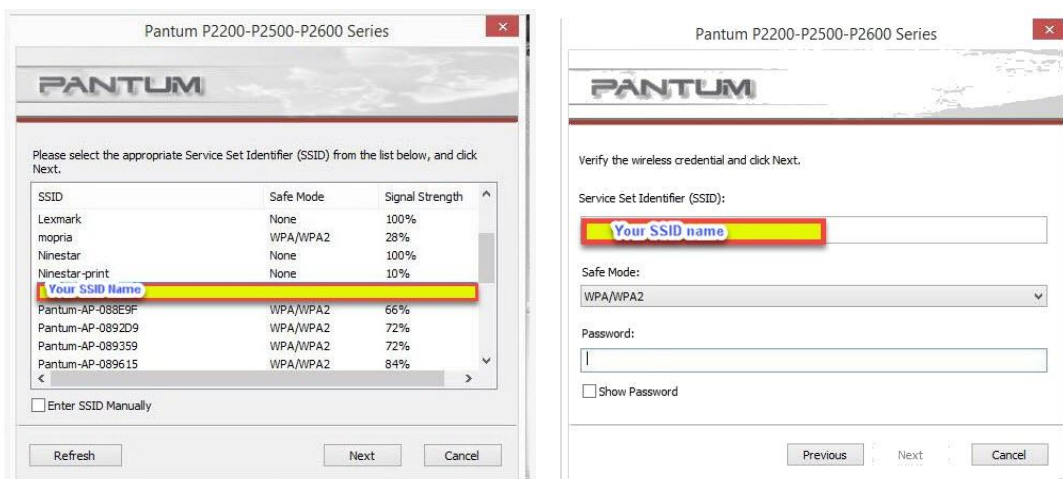 Pantum P2200-P2500-P2600 Series
PANTUM
Please select the appropriate Service Set Identifier (SSID) from the list below, and click
Next.
SSID Safe Mode Signal Strength
Lexmark None 100%
mopria WPA/WPA2 28%
Ninestar None 100%
Ninestar-print None 10%
Your SSID Name
Pantum-AP-088E9F WPA/WPA2 66%
Pantum-AP-0892D9 WPA/WPA2 72%
Pantum-AP-089359 WPA/WPA2 72%
Pantum-AP-089615 WPA/WPA2 84%
Enter SSID Manually
Refresh Next Cancel
Pantum P2200-P2500-P2600 Series
PANTUM
Verify the wireless credential and click Next.
Service Set Identifier (SSID):
Your SSID name
Safe Mode:
WPA/WPA2
Password:
Show Password
Previous Next Cancel